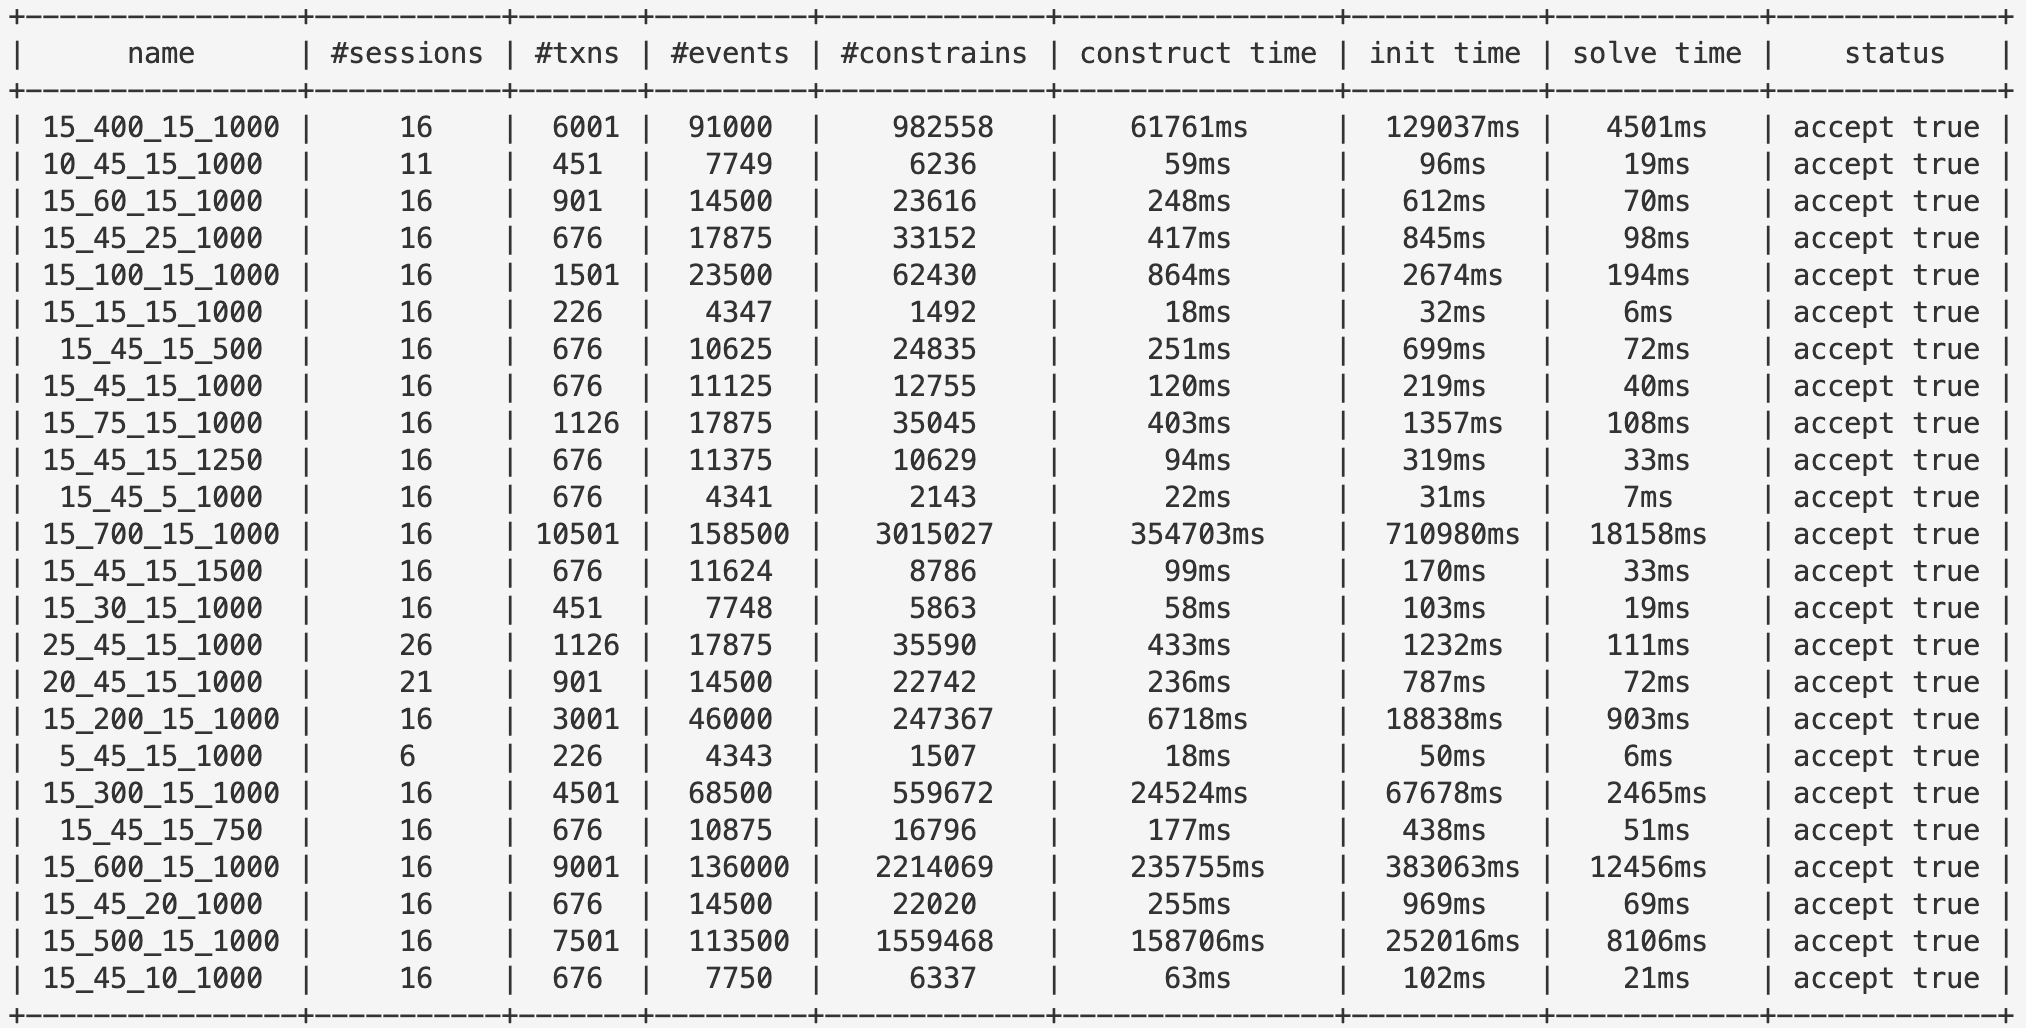 | name | #sessions | #txns | #events | #constrains | construct time | init time | solve time | status |
| 15_400_15_1000 | 16 | 6001 | 91000 | 982558 | 61761ms | 129037ms | 4501ms | accept true |
| 10_45_15_1000 | 11 | 451 | 7749 | 6236 | 59ms | 96ms | 19ms | accept true |
| 15_60_15_1000 | 16 | 901 | 14500 | 23616 | 248ms | 612ms | 70ms | accept true |
| 15_45_25_1000 | 16 | 676 | 17875 | 33152 | 417ms | 845ms | 98ms | accept true |
| 15_100_15_1000 | 16 | 1501 | 23500 | 62430 | 864ms | 2674ms | 194ms | accept true |
| 15_15_15_1000 | 16 | 226 | 4347 | 1492 | 18ms | 32ms | 6ms | accept true |
| 15_45_15_500 | 16 | 676 | 10625 | 24835 | 251ms | 699ms | 72ms | accept true |
| 15_45_15_1000 | 16 | 676 | 11125 | 12755 | 120ms | 219ms | 40ms | accept true |
| 15_75_15_1000 | 16 | 1126 | 17875 | 35045 | 403ms | 1357ms | 108ms | accept true |
| 15_45_15_1250 | 16 | 676 | 11375 | 10629 | 94ms | 319ms | 33ms | accept true |
| 15_45_5_1000 | 16 | 676 | 4341 | 2143 | 22ms | 31ms | 7ms | accept true |
| 15_700_15_1000 | 16 | 10501 | 158500 | 3015027 | 354703ms | 710980ms | 18158ms | accept true |
| 15_45_15_1500 | 16 | 676 | 11624 | 8786 | 99ms | 170ms | 33ms | accept true |
| 15_30_15_1000 | 16 | 451 | 7748 | 5863 | 58ms | 103ms | 19ms | accept true |
| 25_45_15_1000 | 26 | 1126 | 17875 | 35590 | 433ms | 1232ms | 111ms | accept true |
| 20_45_15_1000 | 21 | 901 | 14500 | 22742 | 236ms | 787ms | 72ms | accept true |
| 15_200_15_1000 | 16 | 3001 | 46000 | 247367 | 6718ms | 18838ms | 903ms | accept true |
| 5_45_15_1000 | 6 | 226 | 4343 | 1507 | 18ms | 50ms | 6ms | accept true |
| 15_300_15_1000 | 16 | 4501 | 68500 | 559672 | 24524ms | 67678ms | 2465ms | accept true |
| 15_45_15_750 | 16 | 676 | 10875 | 16796 | 177ms | 438ms | 51ms | accept true |
| 15_600_15_1000 | 16 | 9001 | 136000 | 2214069 | 235755ms | 383063ms | 12456ms | accept true |
| 15_45_20_1000 | 16 | 676 | 14500 | 22020 | 255ms | 969ms | 69ms | accept true |
| 15_500_15_1000 | 16 | 7501 | 113500 | 1559468 | 158706ms | 252016ms | 8106ms | accept true |
| 15_45_10_1000 | 16 | 676 | 7750 | 6337 | 63ms | 102ms | 21ms | accept true |